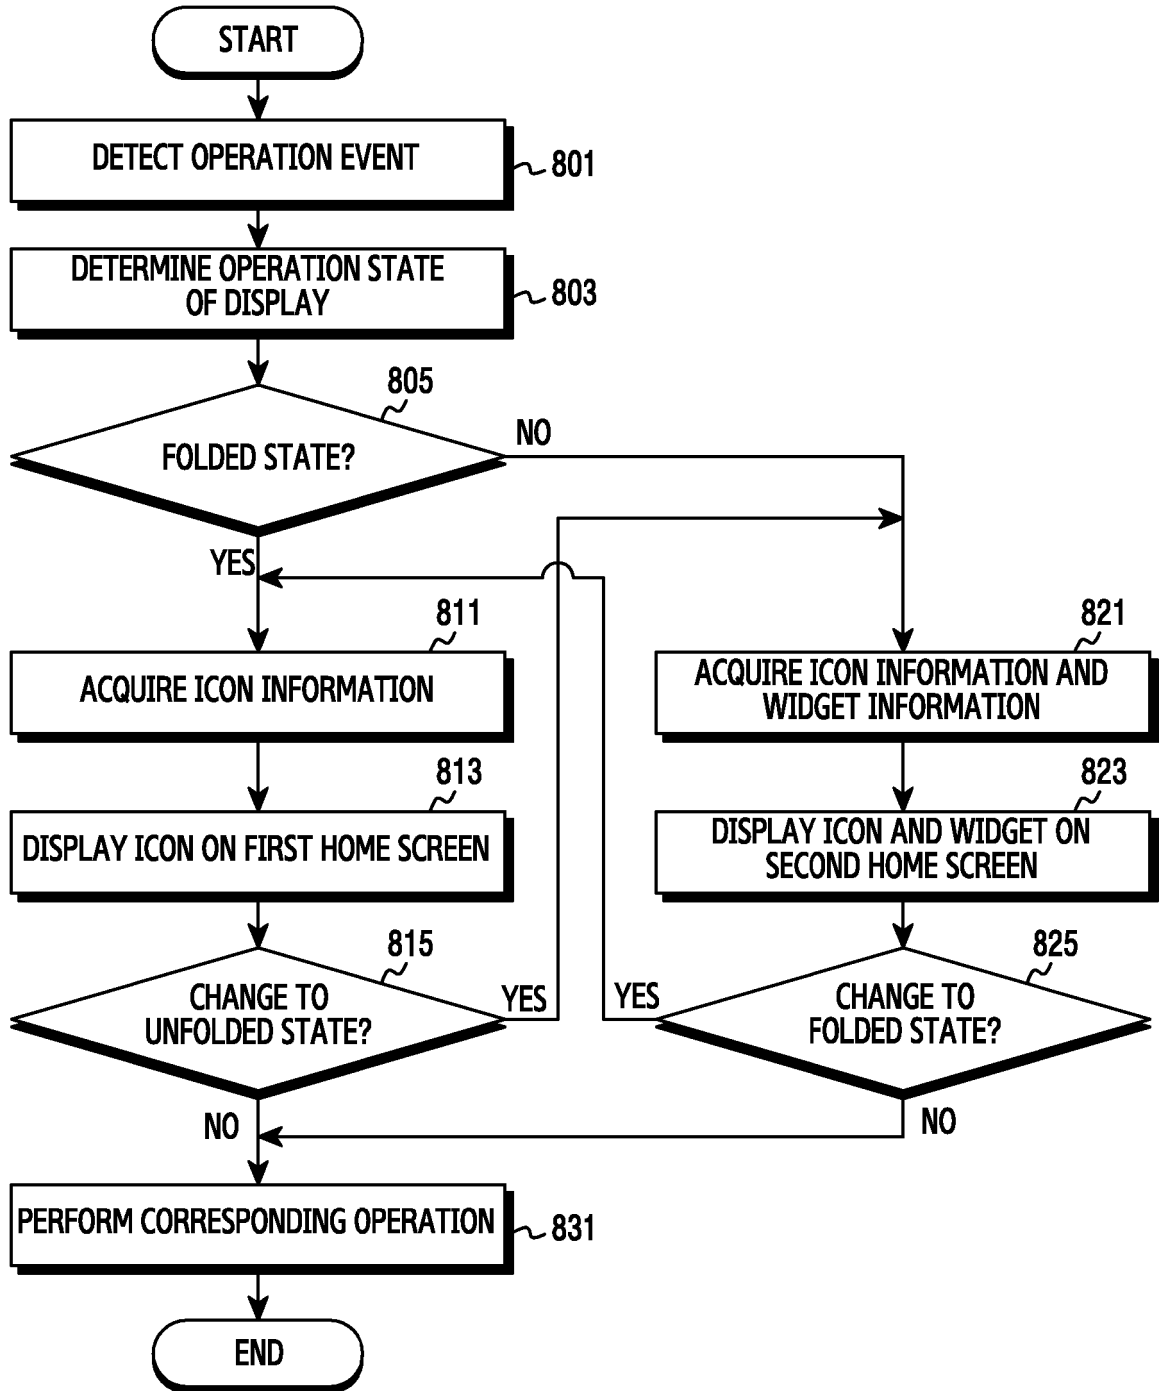 START
DETECT OPERATION EVENT
801
DETERMINE OPERATION STATE
OF DISPLAY
803
805
FOLDED STATE?
NO
YES
811
ACQUIRE ICON INFORMATION
821
ACQUIRE ICON INFORMATION AND
WIDGET INFORMATION
813
DISPLAY ICON ON FIRST HOME SCREEN
823
DISPLAY ICON AND WIDGET ON
SECOND HOME SCREEN
815
CHANGE TO
UNFOLDED STATE?
YES
NO
825
YES
CHANGE TO
FOLDED STATE?
NO
PERFORM CORRESPONDING OPERATION
831
END